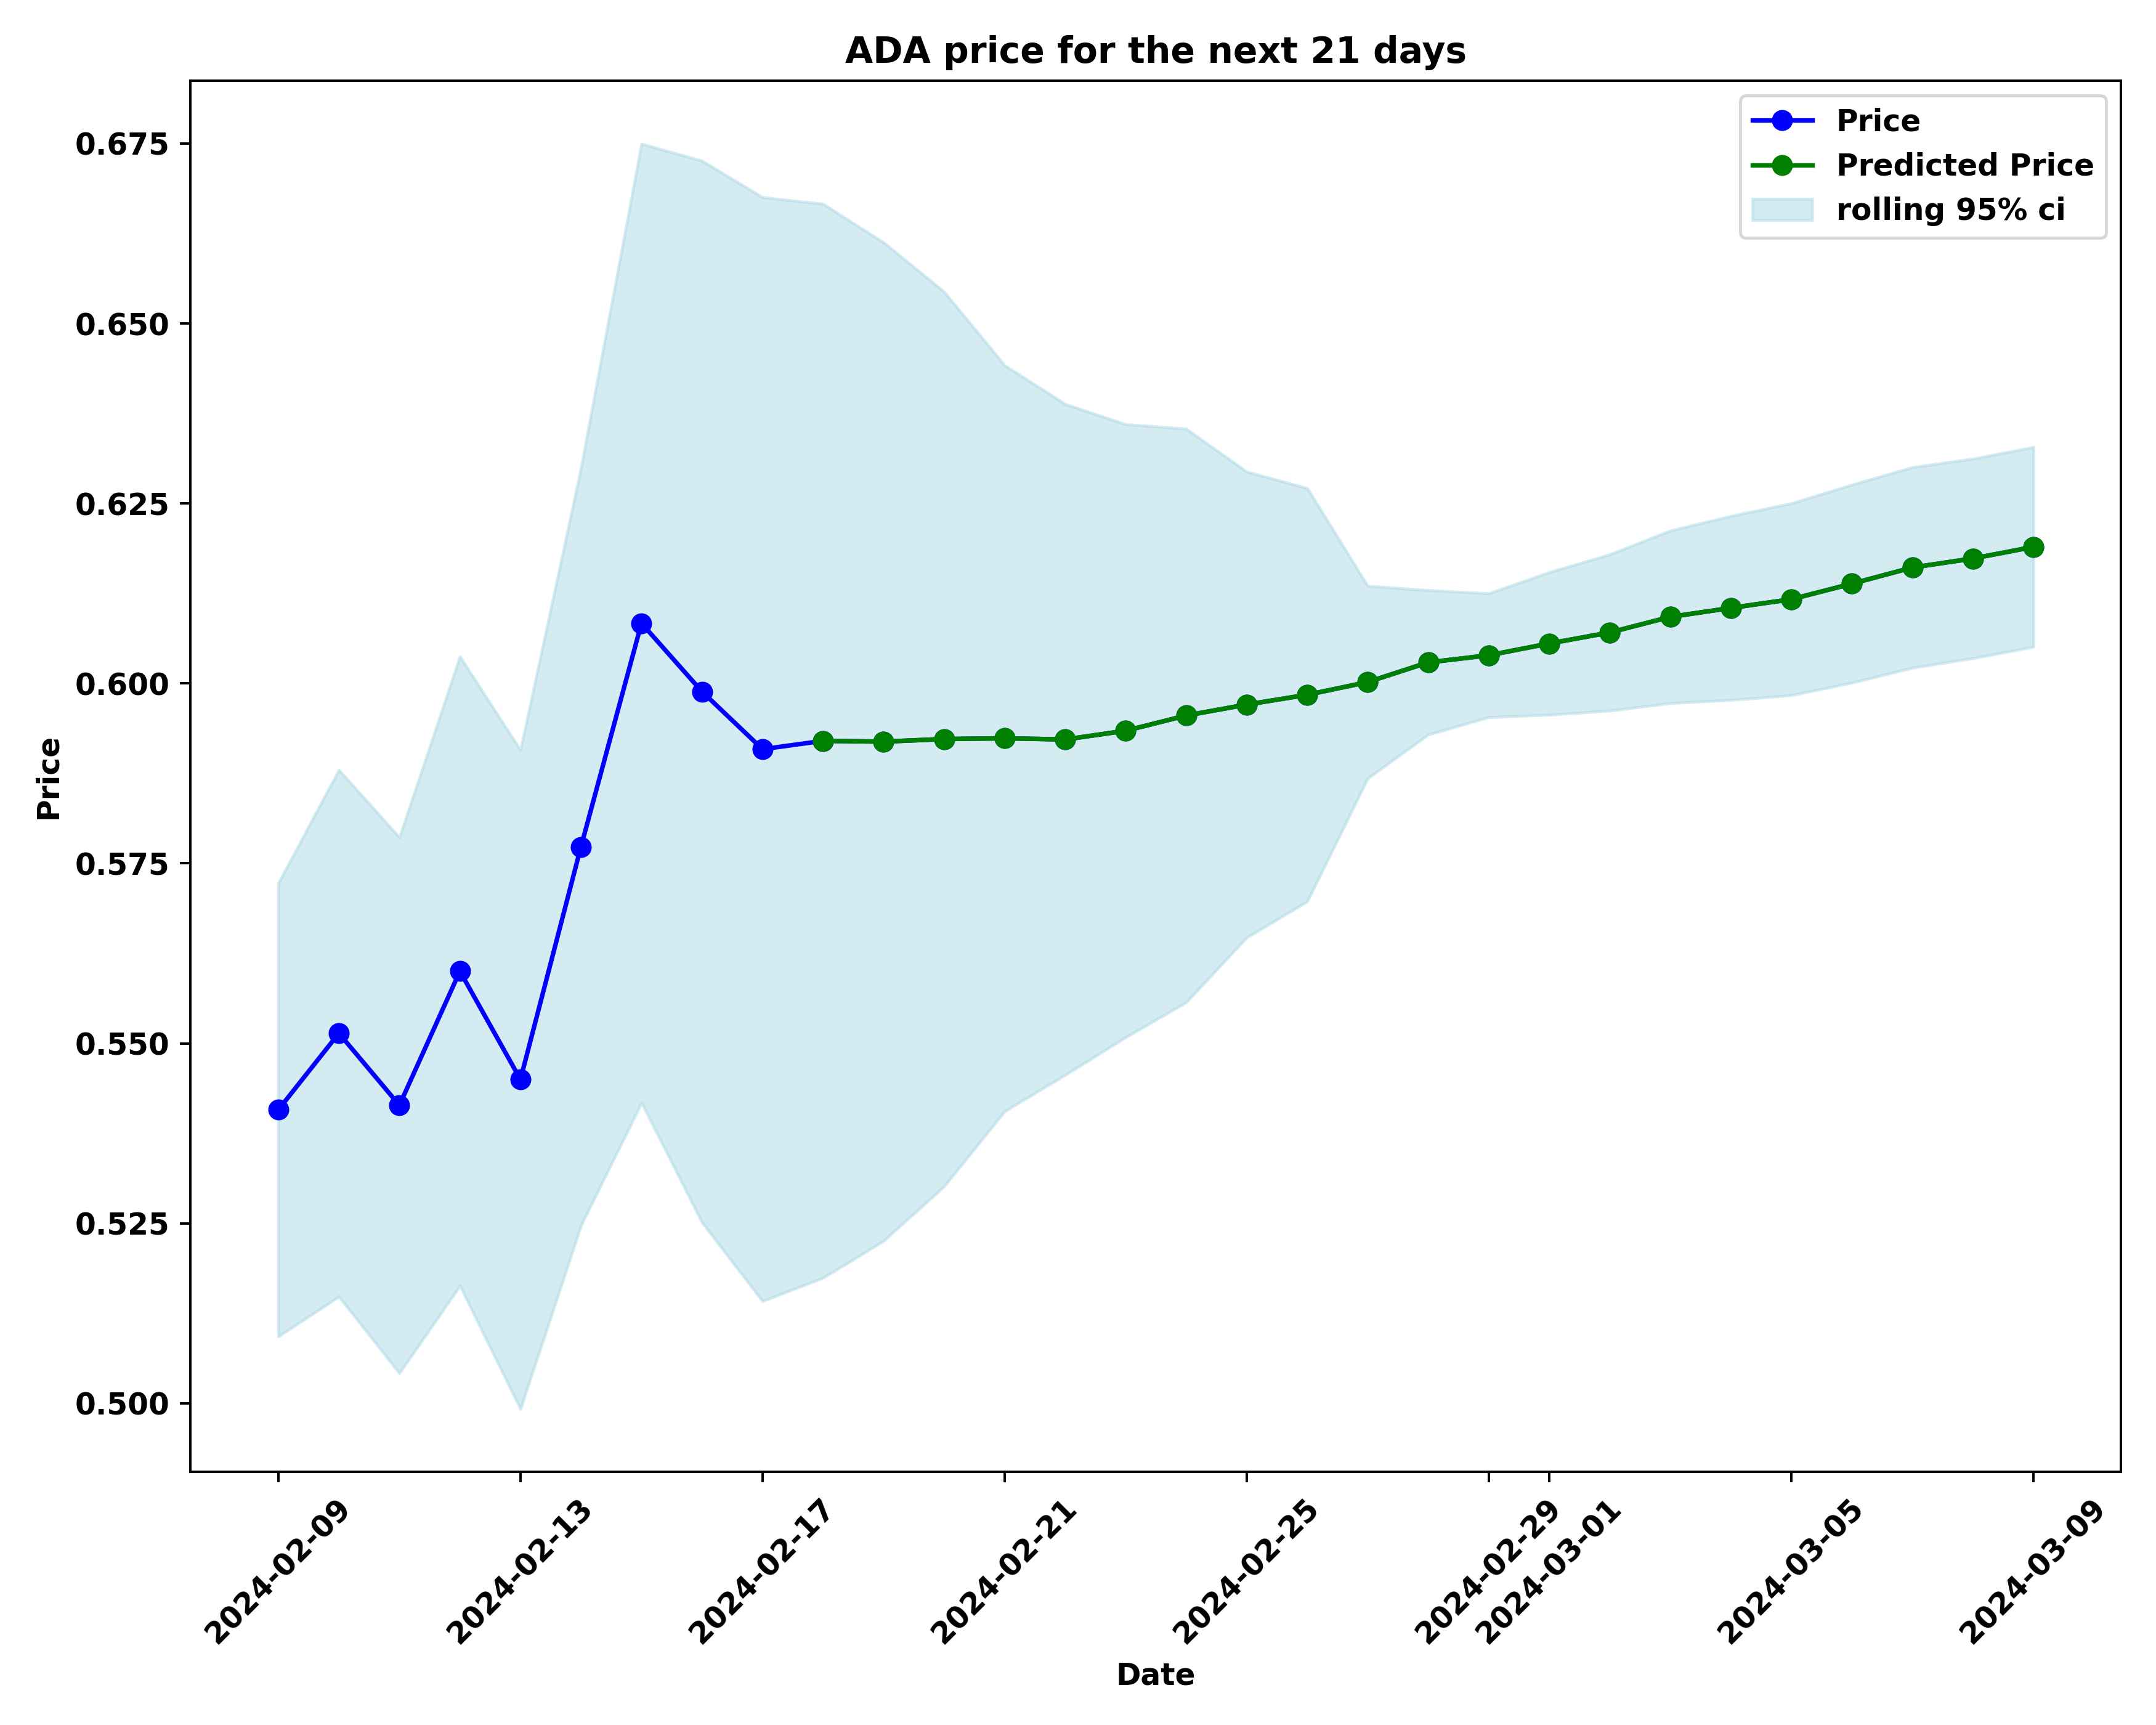 ADA price for the next 21 days
Price
Predicted Price
rolling 95% ci
0.675
0.650
0.625
0.600
0.575
0.550
0.525
0.500
Price
2024-02-09
2024-02-13
2024-02-17
2024-02-21
2024-02-25
2024-02-29
2024-03-01
2024-03-05
2024-03-09
Date